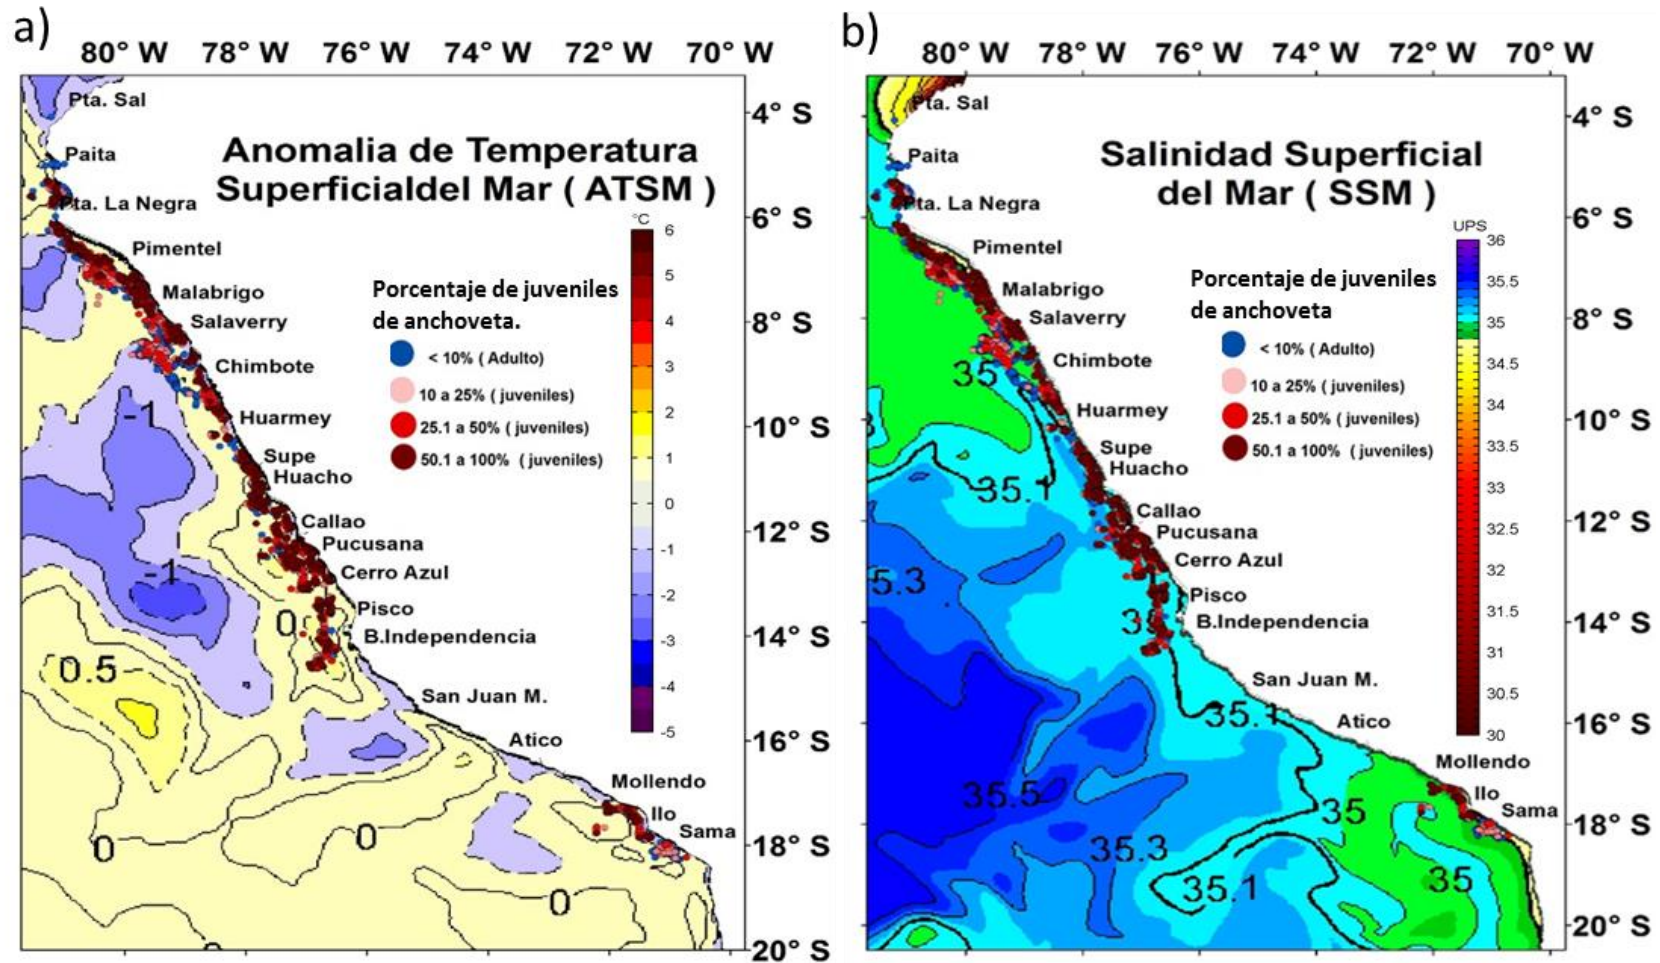 a)
80° W 78° W 76° W 74° W 72° W 70° W
4° S
6° S
8° S
10° S
12° S
14° S
16° S
18° S
20° S
Anomalia de Temperatura
Superficialdel Mar ( ATSM )
°C
6
5
4
3
2
1
0
-1
-2
-3
-4
-5
Porcentaje de juveniles
de anchoveta.
< 10% ( Adulto)
10 a 25% ( juveniles)
25.1 a 50% ( juveniles)
50.1 a 100% ( juveniles)
Pta. Sal
Paita
Pta. La Negra
Pimentel
Malabrigo
Salaverry
Chimbote
Huarmey
Supe
Huacho
Callao
Pucusana
Cerro Azul
Pisco
B.Independencia
San Juan M.
Atico
Mollendo
Ilo
Sama
-1
-1
0
0.5
0
0
0
b)
80° W 78° W 76° W 74° W 72° W 70° W
4° S
6° S
8° S
10° S
12° S
14° S
16° S
18° S
20° S
Salinidad Superficial
del Mar ( SSM )
UPS
36
35.5
35
34.5
34
33.5
33
32.5
32
31.5
31
30.5
30
Porcentaje de juveniles
de anchoveta
< 10% ( Adulto)
10 a 25% ( juveniles)
25.1 a 50% ( juveniles)
50.1 a 100% ( juveniles)
Pta. Sal
Paita
Pta. La Negra
Pimentel
Malabrigo
Salaverry
Chimbote
Huarmey
Supe
Huacho
Callao
Pucusana
Cerro Azul
Pisco
B.Independencia
San Juan M.
Atico
Mollendo
Ilo
Sama
35
35.1
5.3
35.1
35.5
35
35.3
35.1
35